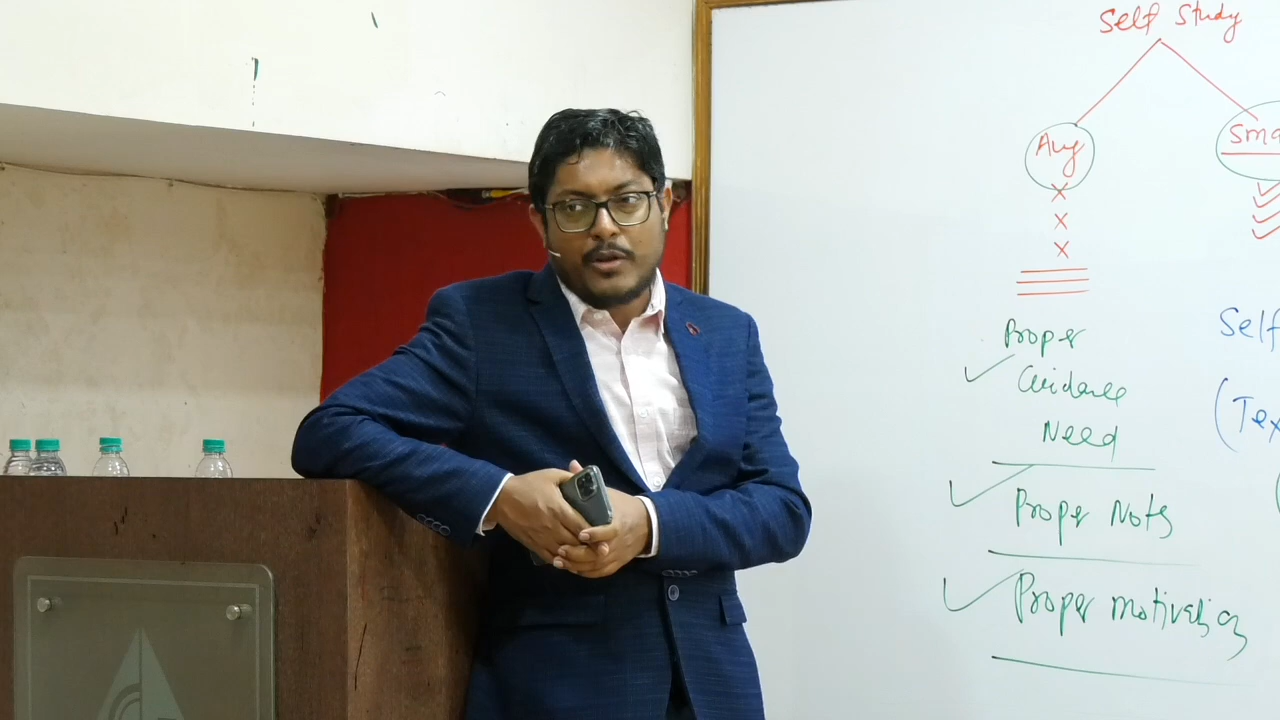 Self Study
Avg
Sma
x
x
x
Proper
Guidance
Need
Proper Nots
Proper motivation
Self
(Tex